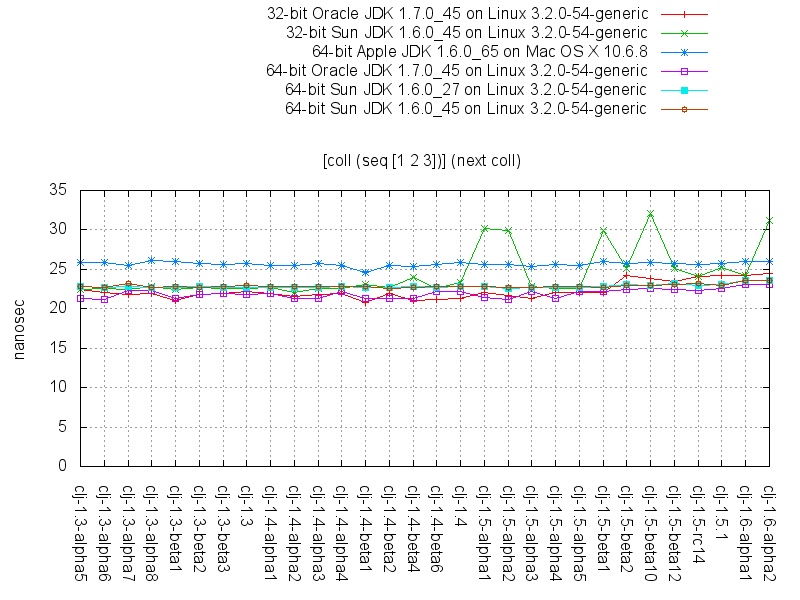 32-bit Oracle JDK 1.7.0_45 on Linux 3.2.0-54-generic
32-bit Sun JDK 1.6.0_45 on Linux 3.2.0-54-generic
64-bit Apple JDK 1.6.0_65 on Mac OS X 10.6.8
64-bit Oracle JDK 1.7.0_45 on Linux 3.2.0-54-generic
64-bit Sun JDK 1.6.0_27 on Linux 3.2.0-54-generic
64-bit Sun JDK 1.6.0_45 on Linux 3.2.0-54-generic
[coll (seq [1 2 3])] (next coll)
35
30
25
20
15
10
5
0
nanosec
clj-1.3-alpha5
clj-1.3-alpha6
clj-1.3-alpha7
clj-1.3-alpha8
clj-1.3-beta1
clj-1.3-beta2
clj-1.3-beta3
clj-1.3
clj-1.4-alpha1
clj-1.4-alpha2
clj-1.4-alpha3
clj-1.4-alpha4
clj-1.4-beta1
clj-1.4-beta4
clj-1.4-beta6
clj-1.4
clj-1.5-alpha1
clj-1.5-alpha2
clj-1.5-alpha3
clj-1.5-alpha4
clj-1.5-alpha5
clj-1.5-beta1
clj-1.5-beta2
clj-1.5-beta10
clj-1.5-beta12
clj-1.5-rc14
clj-1.5.1
clj-1.6-alpha1
clj-1.6-alpha2